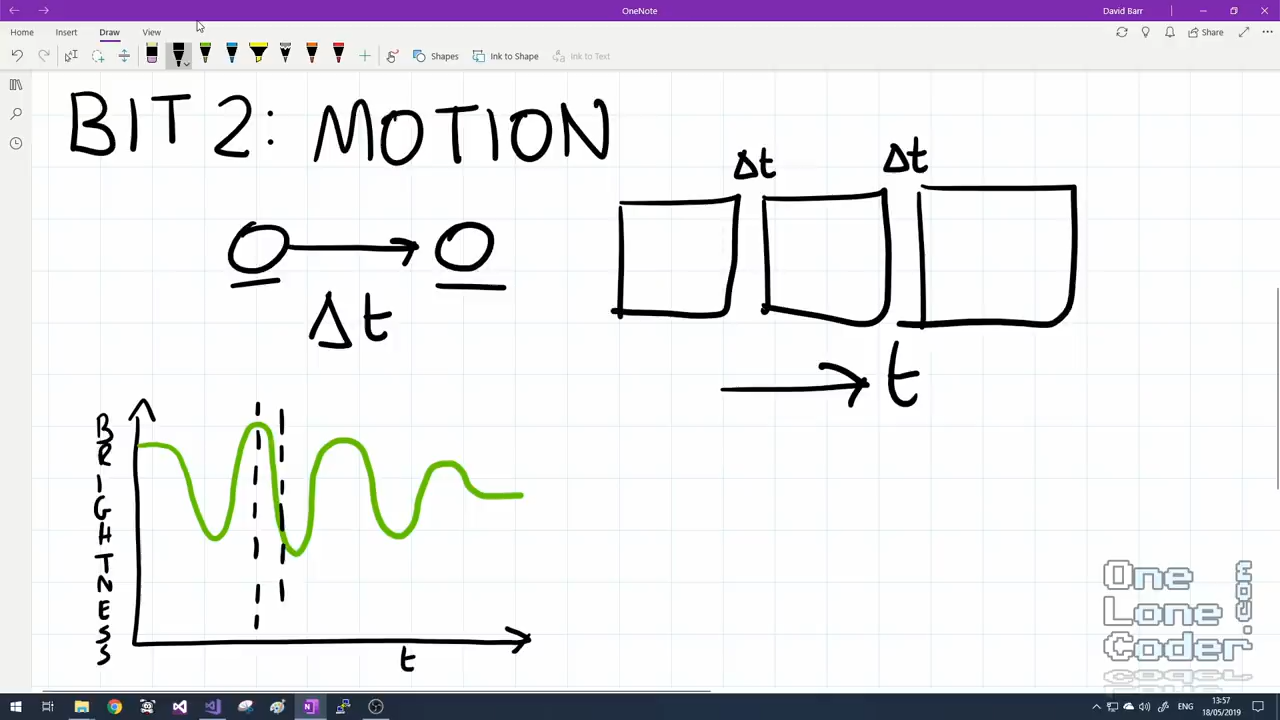 OneNote
David Barr
Home
Insert
Draw
View
Share
Shapes
Ink to Shape
Ink to Text
BIT 2: MOTION
Δt
Δt
Δt
t
BRIGHTNESS
t
One
Lone
Coder
.com
ENG
13:57
18/05/2019